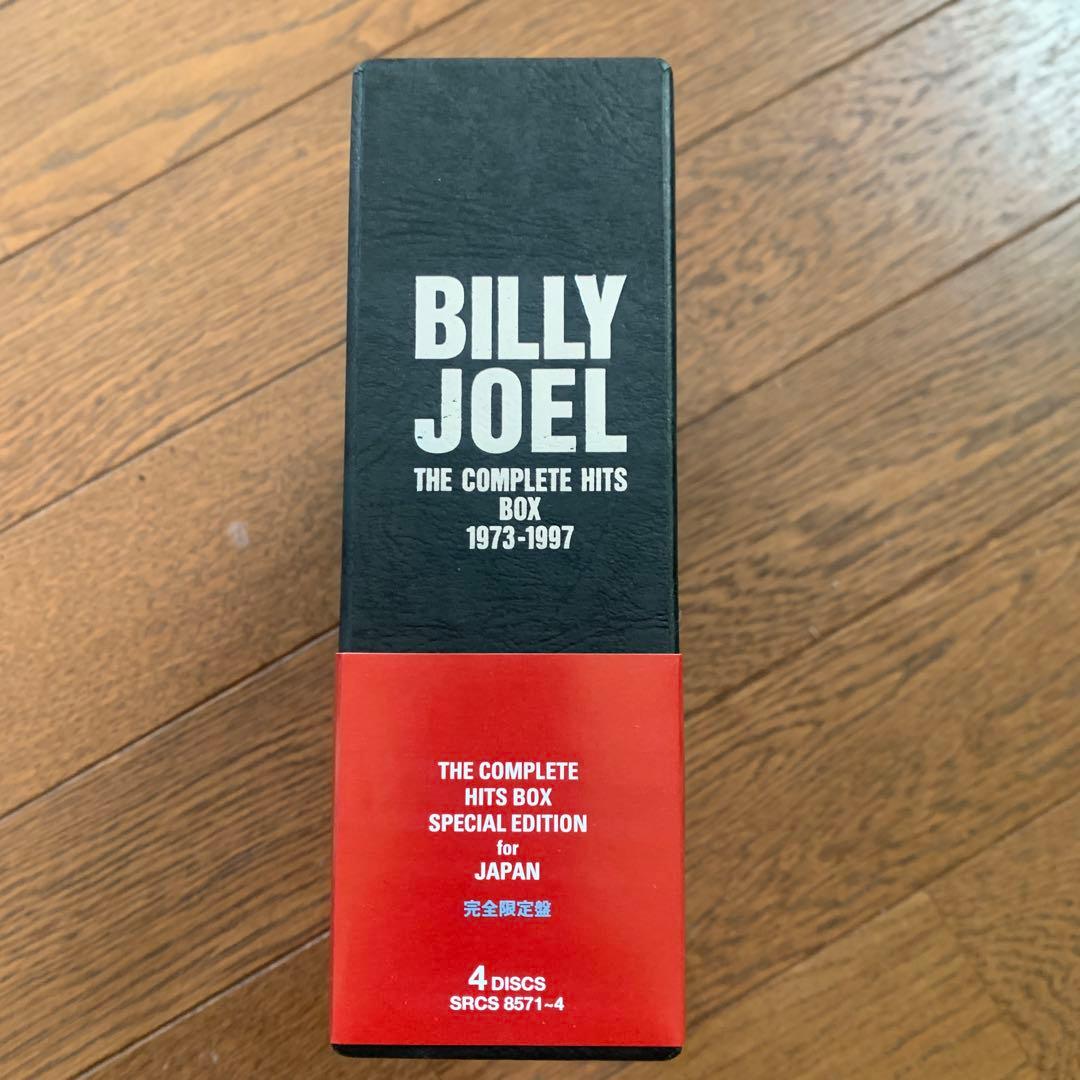 BILLY
JOEL
THE COMPLETE HITS
BOX
1973-1997
THE COMPLETE
HITS BOX
SPECIAL EDITION
for
JAPAN
完全限定盤
4 DISCS
SRCS 8571~4